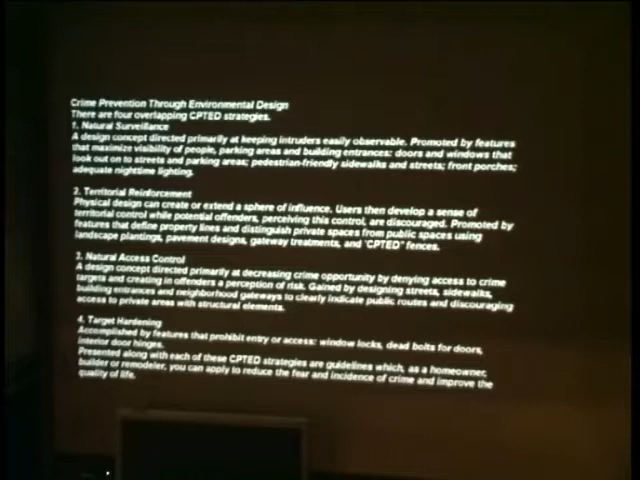 Crime Prevention Through Environmental Design
There are four overlapping CPTED strategies.
1. Natural Surveillance
A design concept directed primarily at keeping intruders easily observable. Promoted by features
that maximize visibility of people, parking areas and building entrances: doors and windows that
look out on to streets and parking areas; pedestrian-friendly sidewalks and streets; front porches;
adequate nighttime lighting.
2. Territorial Reinforcement
Physical design can create or extend a sphere of influence. Users then develop a sense of
territorial control while potential offenders, perceiving this control, are discouraged. Promoted by
features that define property lines and distinguish private spaces from public spaces using
landscape plantings, pavement designs, gateway treatments, and "CPTED" fences.
3. Natural Access Control
A design concept directed primarily at decreasing crime opportunity by denying access to crime
targets and creating in offenders a perception of risk. Gained by designing streets, sidewalks,
building entrances and neighborhood gateways to clearly indicate public routes and discouraging
access to private areas with structural elements.
4. Target Hardening
Accomplished by features that prohibit entry or access: window locks, dead bolts for doors,
interior door hinges.
Presented along with each of these CPTED strategies are guidelines which, as a homeowner,
builder or remodeler, you can apply to reduce the fear and incidence of crime and improve the
quality of life.